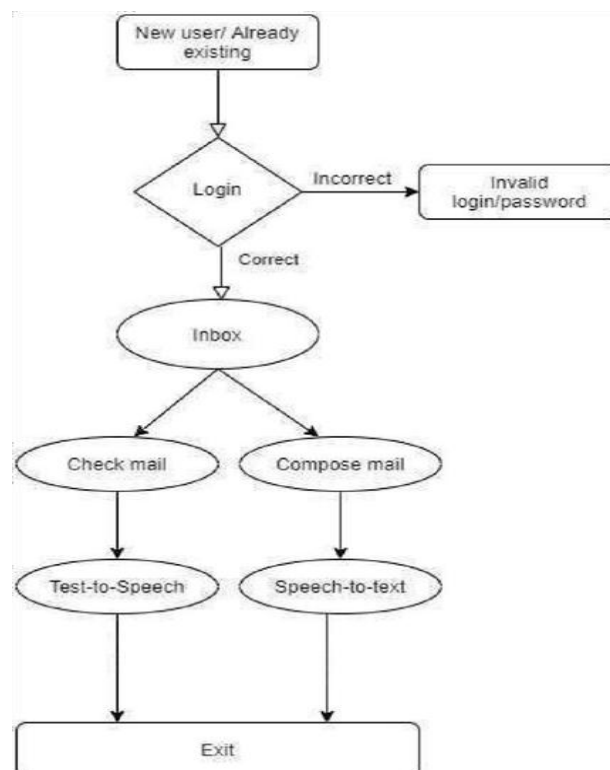 New user/ Already
existing
Login
Incorrect
Invalid
login/password
Correct
Inbox
Check mail
Compose mail
Test-to-Speech
Speech-to-text
Exit